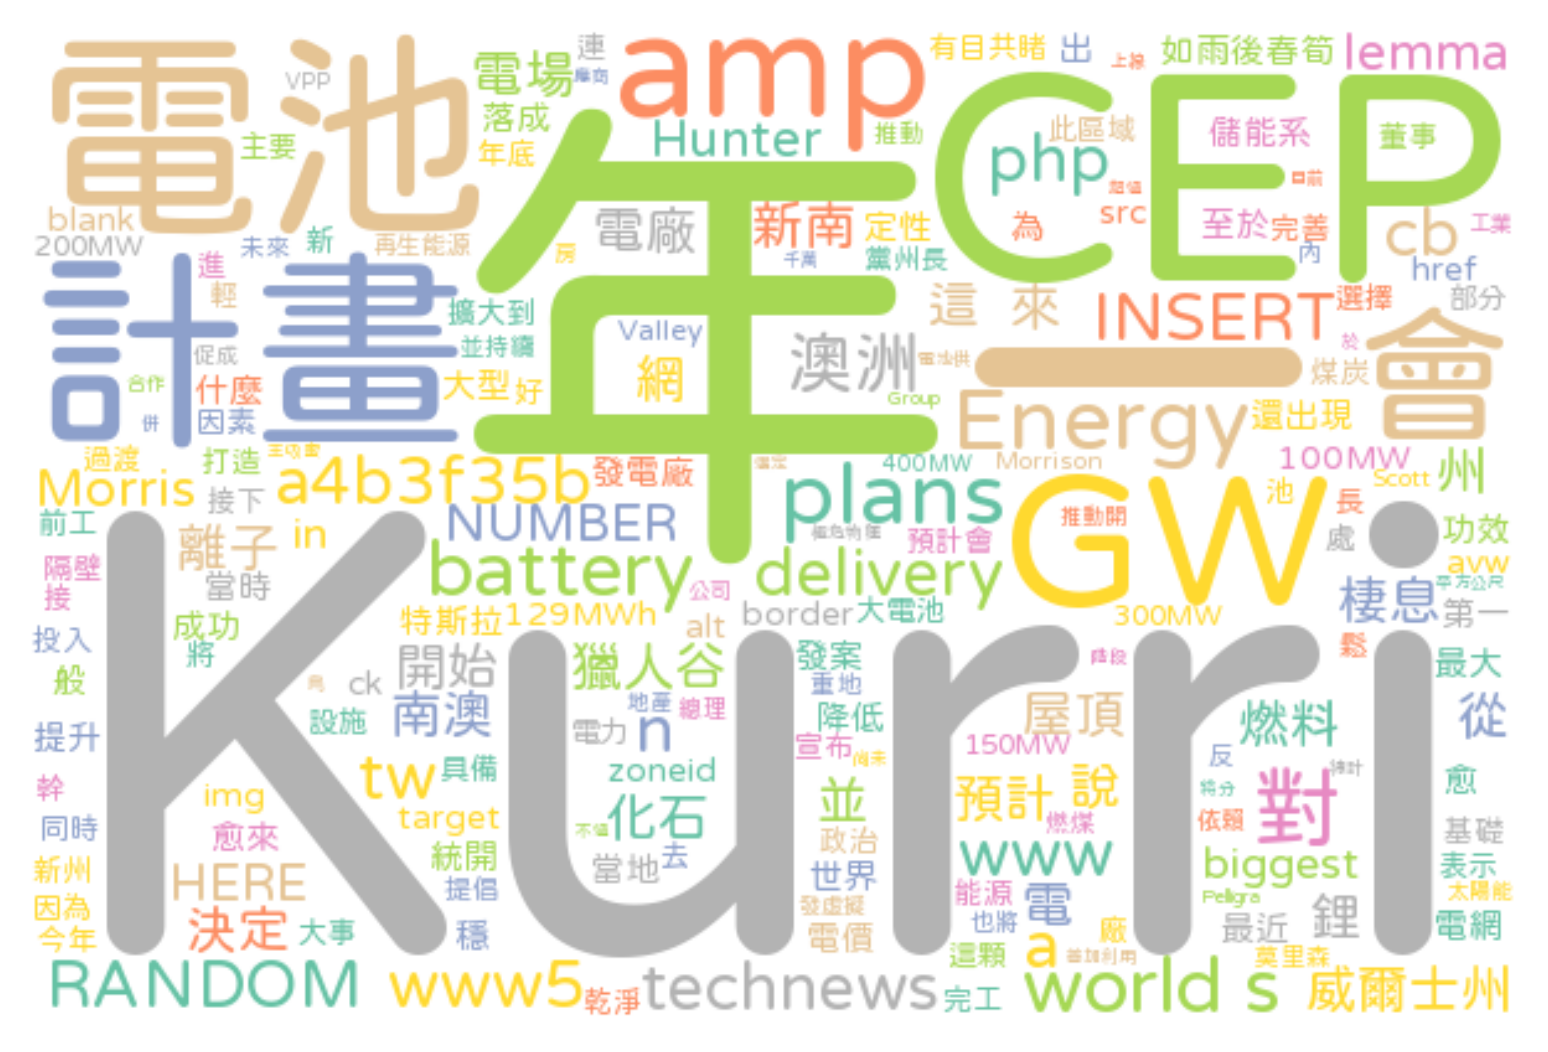 電池
VPP
電場
連
amp
有目共睹
出
如雨後春筍
lemma
主要
落成
年底
Hunter
推動
CEP
此區域
php
儲能系
董事
blank
200MW
未來
新
再生能源
年
電廠
新南
定性
為
src
至於
完善
cb
工業
計畫
進
輕
房
千萬
黨州長
內
href
擴大到
Valley
澳洲
這
來
INSERT
選擇
部分
促成
並持續
網
一
煤炭
會
合作
什麼
大型
好
Group
Energy
還出現
併
因素
過渡
打造
Morris
接下
a4b3f35b
發電廠
400MW
Morrison
100MW
Scott
州
前工
離子
in
NUMBER
plans
GW
池
長
推動開
處
功效
隔壁
接
當時
battery
預計會
delivery
avw
公司
棲息
平方公尺
第一
投入
成功
將
特斯拉
129MWh
alt
border
大電池
300MW
鬆
般
Kurri
ck
開始
獵人谷
發案
重地
最大
提升
設施
南澳
地產
總理
電力
n
降低
宣布
屋頂
150MW
燃料
從
幹
img
tw
具備
zoneid
並
預計
說
反
對
愈
同時
愈來
target
化石
燃煤
依賴
基礎
新州
HERE
統開
提倡
當地
去
政治
世界
www
biggest
表示
太陽能
因為
今年
決定
大事
穩
發虛擬
電價
能源
也將
電
廠
Pelligra
最近
鋰
電網
RANDOM
www5
乾淨
technews
這顆
完工
a
world s
莫里森
威爾士州